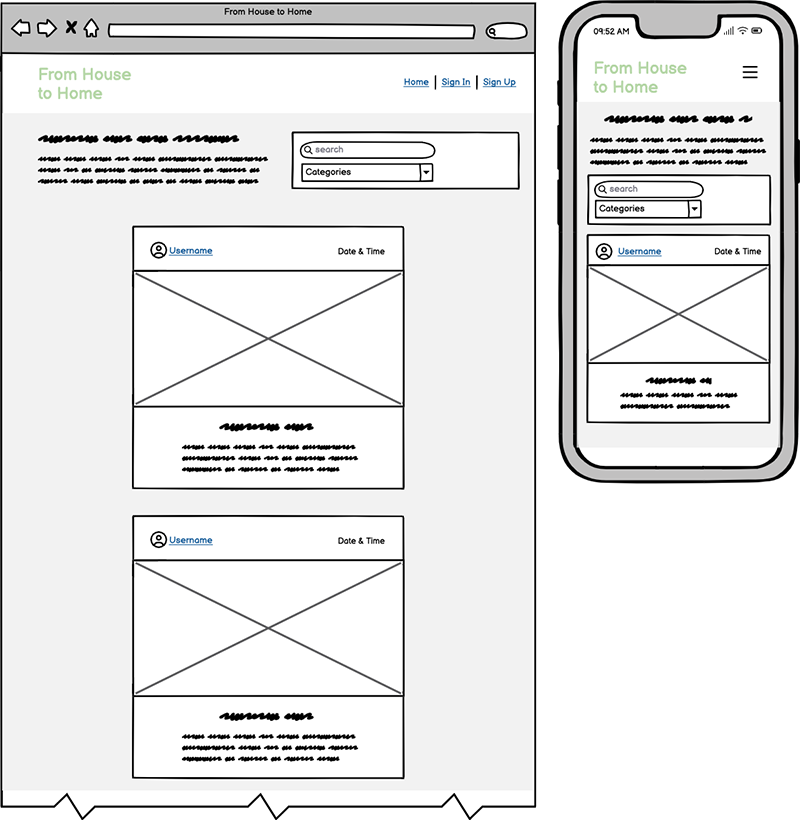 From House to Home
From House
to Home
Home
Sign In
Sign Up
search
Categories
Username
Date & Time
Username
Date & Time
09:52 AM
From House
to Home
search
Categories
Username
Date & Time